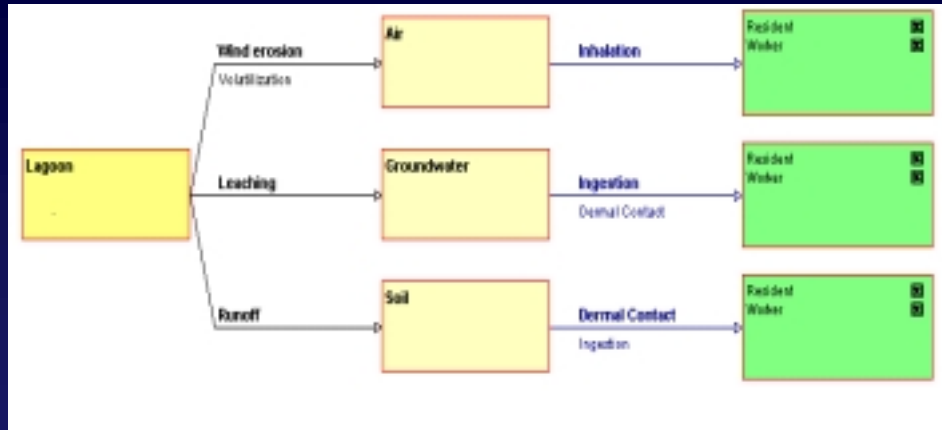 Lagoon
Wind erosion
Volatilization
Air
Inhalation
Resident
Worker
Leaching
Groundwater
Ingestion
Dermal Contact
Resident
Worker
Runoff
Soil
Dermal Contact
Ingestion
Resident
Worker